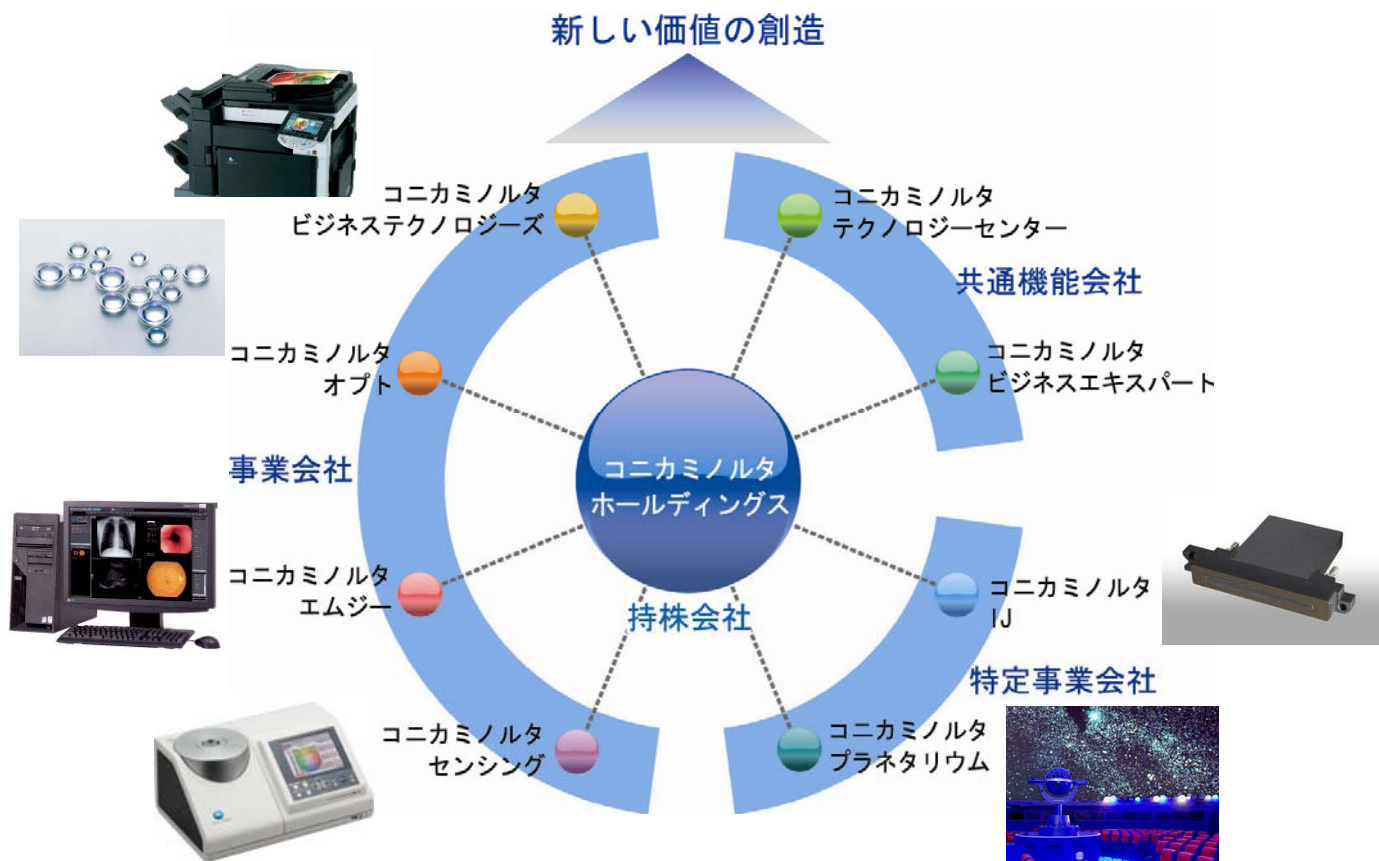 新しい価値の創造
コニカミノルタ
ビジネステクノロジーズ
コニカミノルタ
テクノロジーセンター
共通機能会社
コニカミノルタ
オプト
コニカミノルタ
ビジネスエキスパート
事業会社
コニカミノルタ
ホールディングス
持株会社
コニカミノルタ
エムジー
コニカミノルタ
IJ
特定事業会社
コニカミノルタ
センシング
コニカミノルタ
プラネタリウム